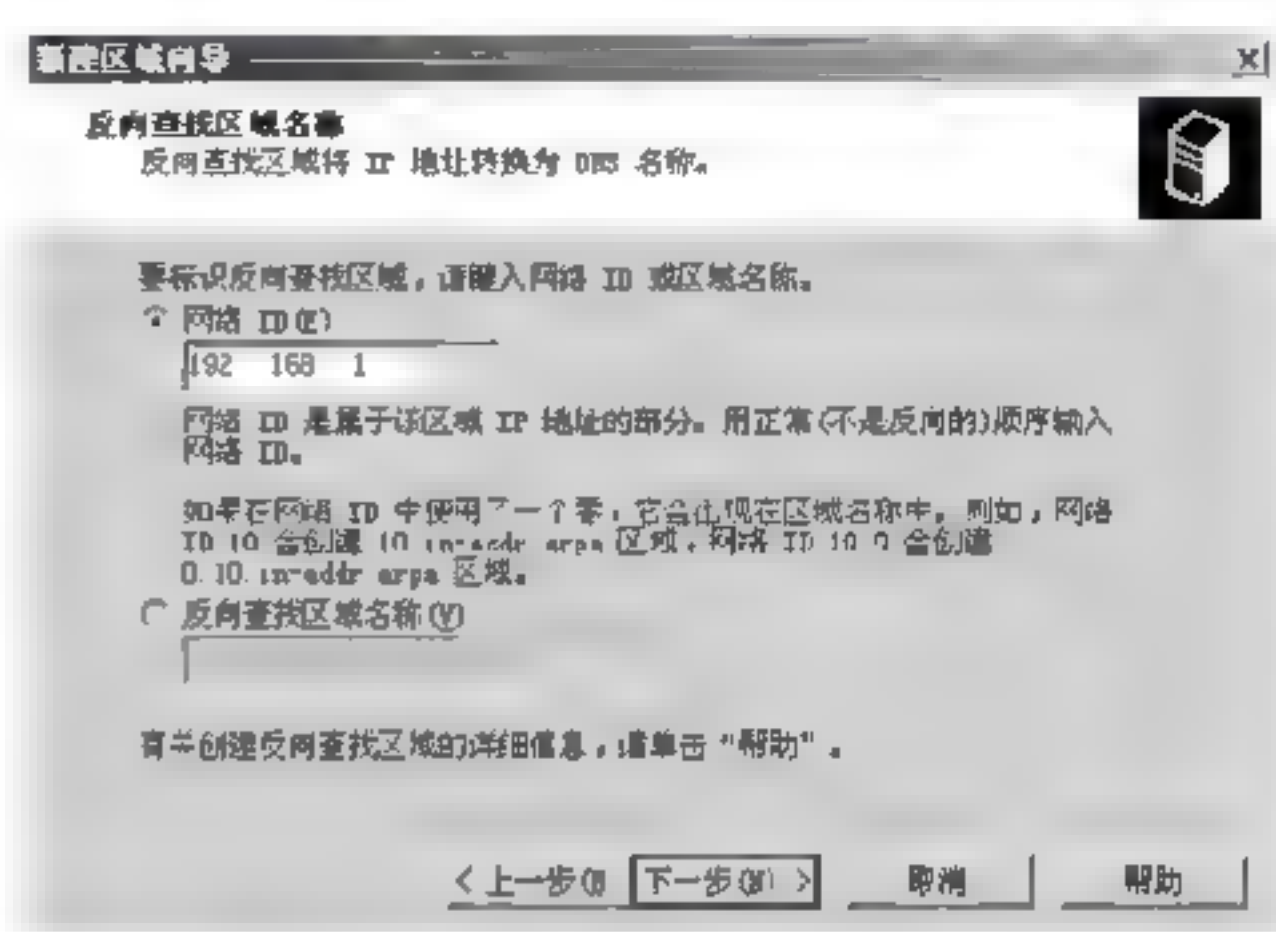 新建区域向导
反向查找区域名称
反向查找区域将 IP 地址转换为 DNS 名称。
要标识反向查找区域，请键入网络 ID 或区域名称。
网络 ID(E)
192 168 1
网络 ID 是属于该区域 IP 地址的部分。用正常(不是反向的)顺序输入
网络 ID。
如果在网络 ID 中使用了一个零，它会出现在区域名称中。例如，网络
ID 10 会创建 10 in-addr arpa 区域，网络 ID 10 0 会创建
0.10.in-addr arpa 区域。
反向查找区域名称(V)
有关创建反向查找区域的详细信息，请单击“帮助”。
< 上一步(B 下一步(N) > 取消 帮助